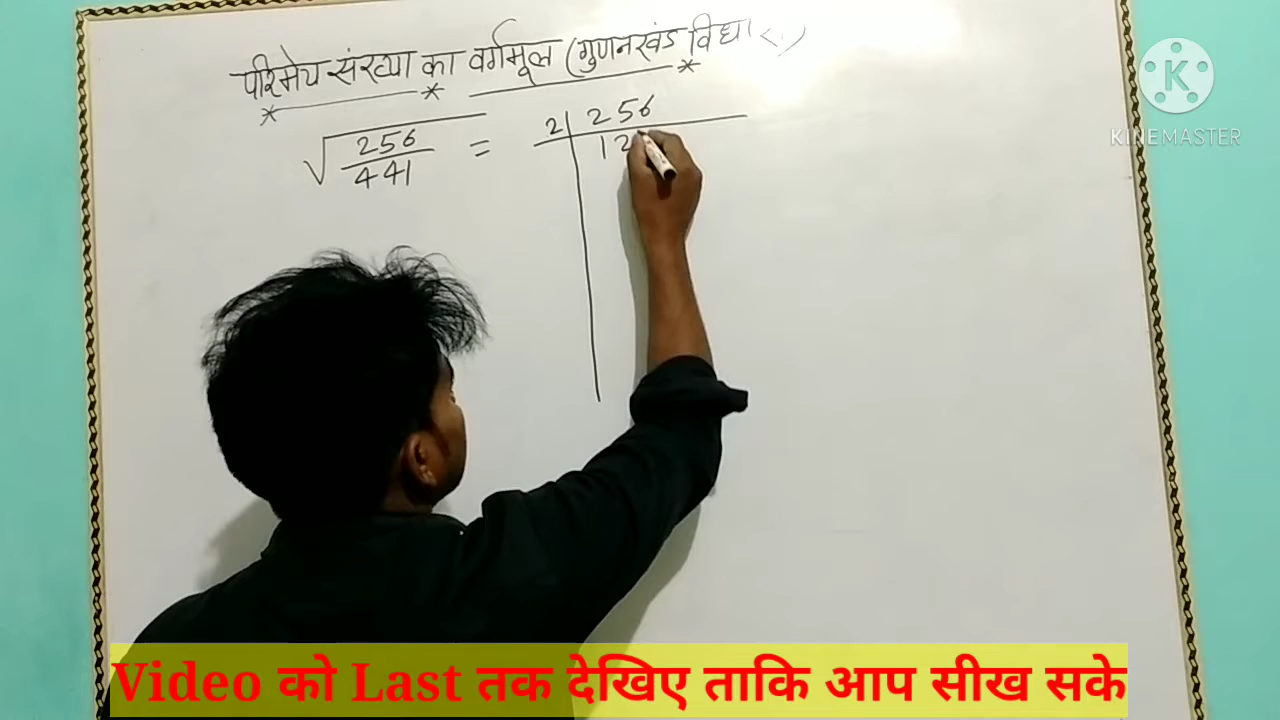 परिमेय संख्या का वर्गमूल (गुणनखंड विधि
√256/441 =
2 | 256
12
K
KINEMASTER
Video को Last तक देखिए ताकि आप सीख सके